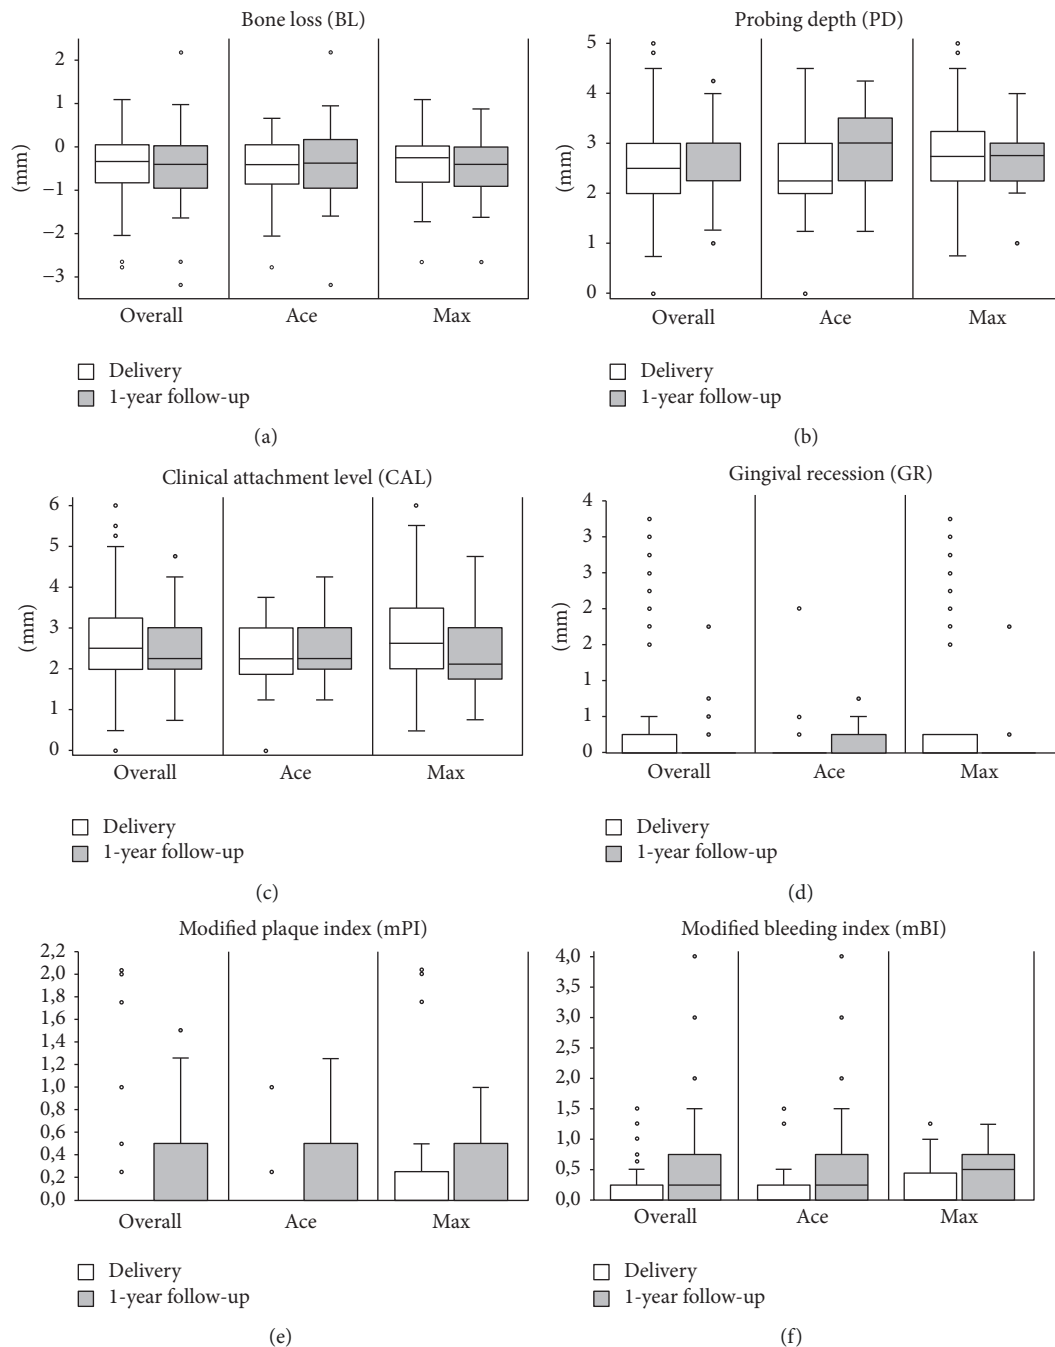 Bone loss (BL)
2
1
0
−1
−2
−3
(mm)
Overall Ace Max
Delivery
1-year follow-up
(a)
Probing depth (PD)
5
4
3
2
1
0
(mm)
Overall Ace Max
Delivery
1-year follow-up
(b)
Clinical attachment level (CAL)
6
5
4
3
2
1
0
(mm)
Overall Ace Max
Delivery
1-year follow-up
(c)
Gingival recession (GR)
4
3
3
2
2
1
1
0
(mm)
Overall Ace Max
Delivery
1-year follow-up
(d)
Modified plaque index (mPI)
2,2
2,0
1,8
1,6
1,4
1,2
1,0
0,8
0,6
0,4
0,2
0,0
Overall Ace Max
Delivery
1-year follow-up
(e)
Modified bleeding index (mBI)
4,0
3,5
3,0
2,5
2,0
1,5
1,0
0,5
0,0
Overall Ace Max
Delivery
1-year follow-up
(f)